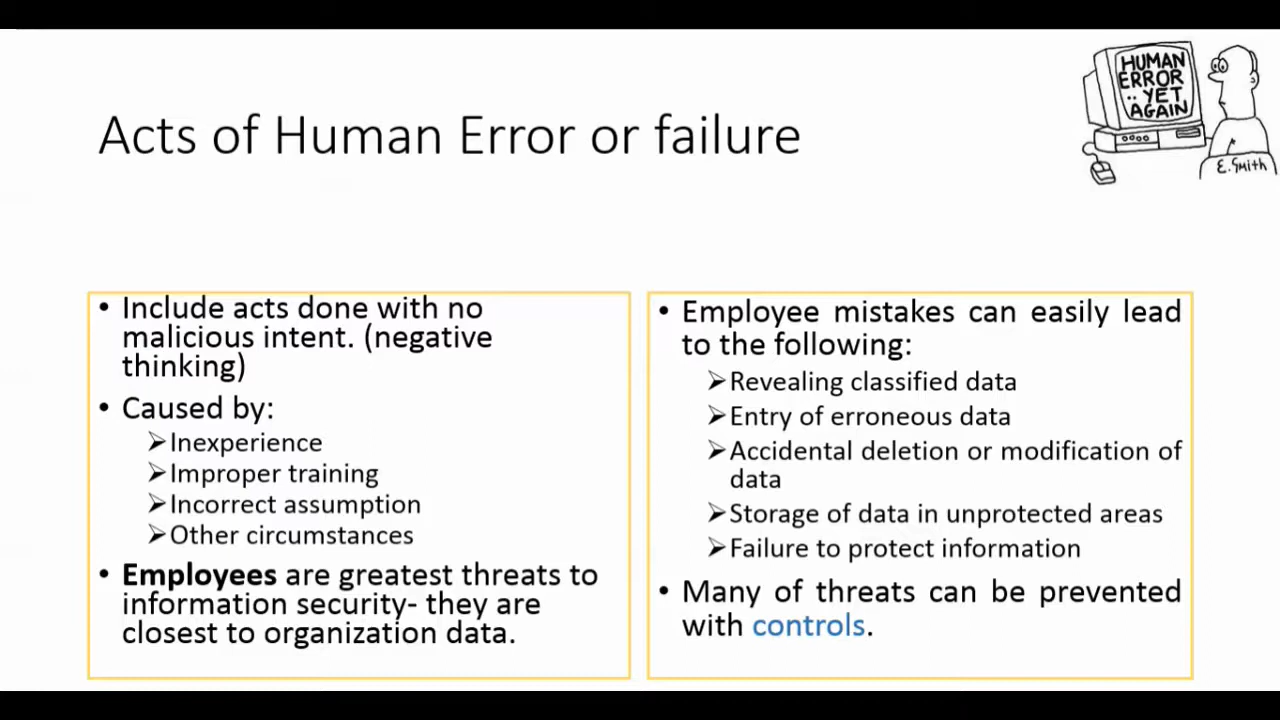 HUMAN
ERROR
.. YET
AGAIN
E. Smith
Acts of Human Error or failure
• Include acts done with no
malicious intent. (negative
thinking)
• Caused by:
➢Inexperience
➢Improper training
➢Incorrect assumption
➢Other circumstances
• Employees are greatest threats to
information security- they are
closest to organization data.
• Employee mistakes can easily lead
to the following:
➢Revealing classified data
➢Entry of erroneous data
➢Accidental deletion or modification of
data
➢Storage of data in unprotected areas
➢Failure to protect information
• Many of threats can be prevented
with controls.